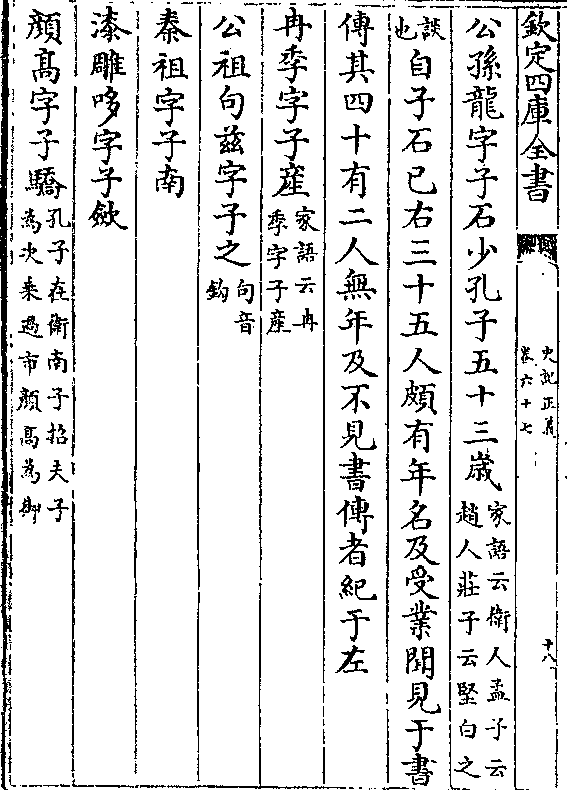 欽定四庫全書
史記正義
卷六十七
十八
公孫龍字子石少孔子五十三歲家語云衛人孟子云趙人莊子云堅白之
談也自子石已右三十五人頗有年名及受業聞見于書
傳其四十有二人無年及不見書傳者紀于左
冉季字子産家語云冉季字子産
公祖句茲字子之句音鈎
秦祖字子南
漆雕哆字子斂
顔高字子驕孔子在衛南子招夫子為次乗過市顔高為御